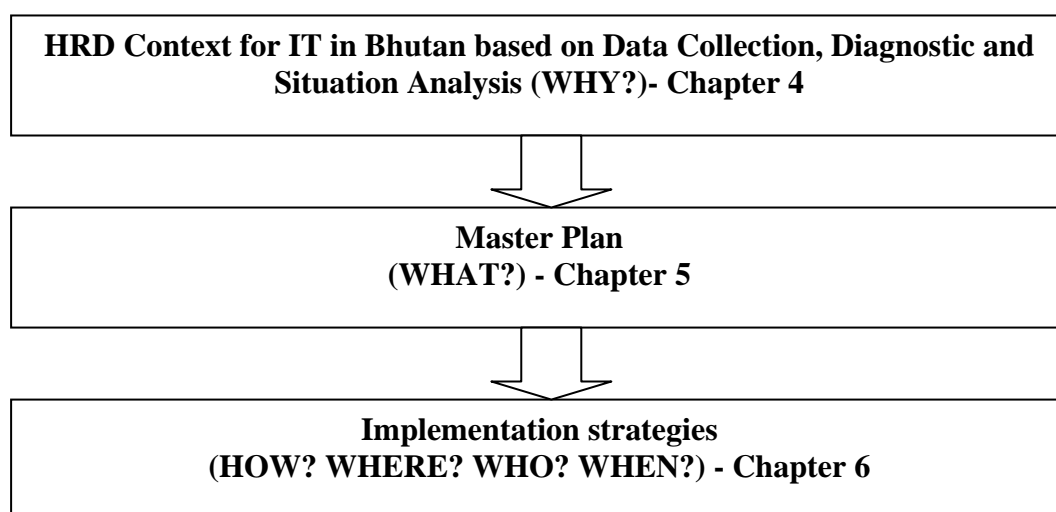 HRD Context for IT in Bhutan based on Data Collection, Diagnostic and
Situation Analysis (WHY?)- Chapter 4
Master Plan
(WHAT?) - Chapter 5
Implementation strategies
(HOW? WHERE? WHO? WHEN?) - Chapter 6